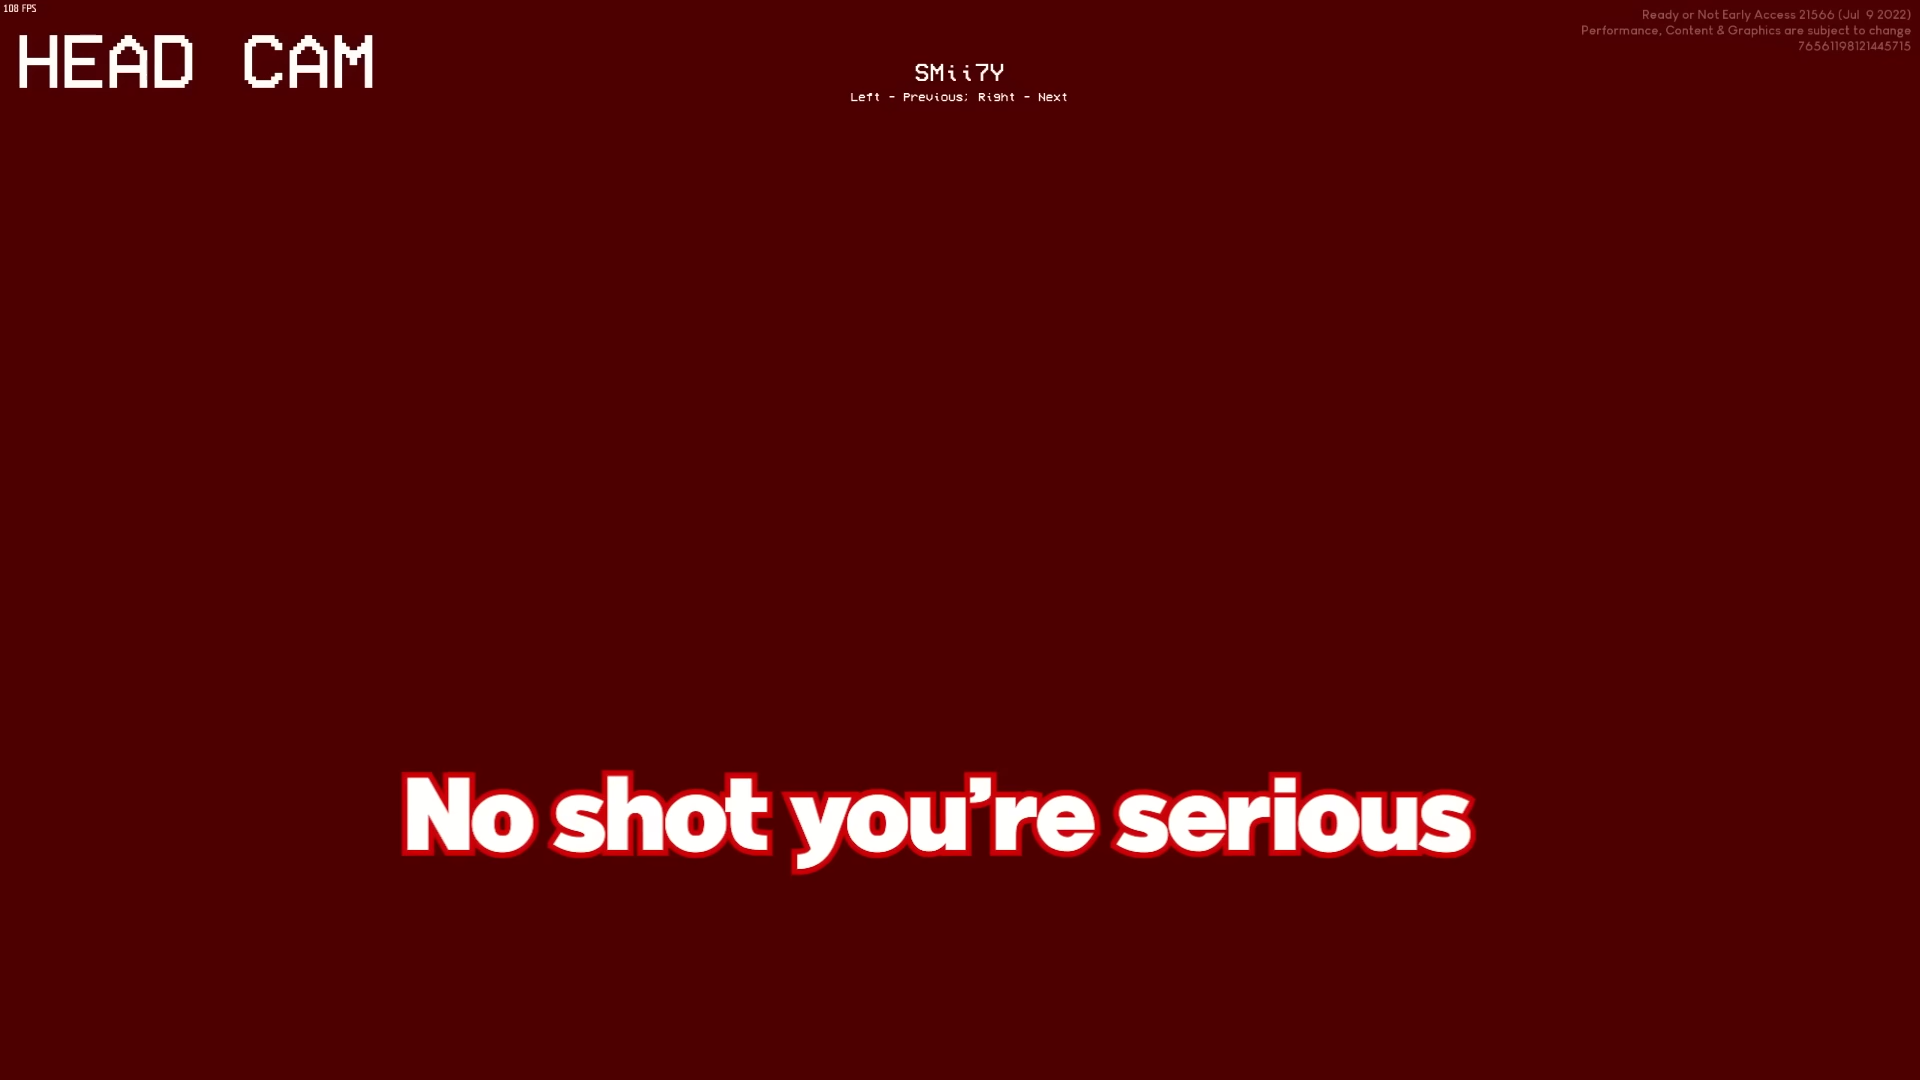 108 FPS
Ready or Not Early Access 21566 (Jul 9 2022)
Performance, Content & Graphics are subject to change
76561198121445715
HEAD CAM
SMii7Y
Left - Previous; Right - Next
No shot you’re serious